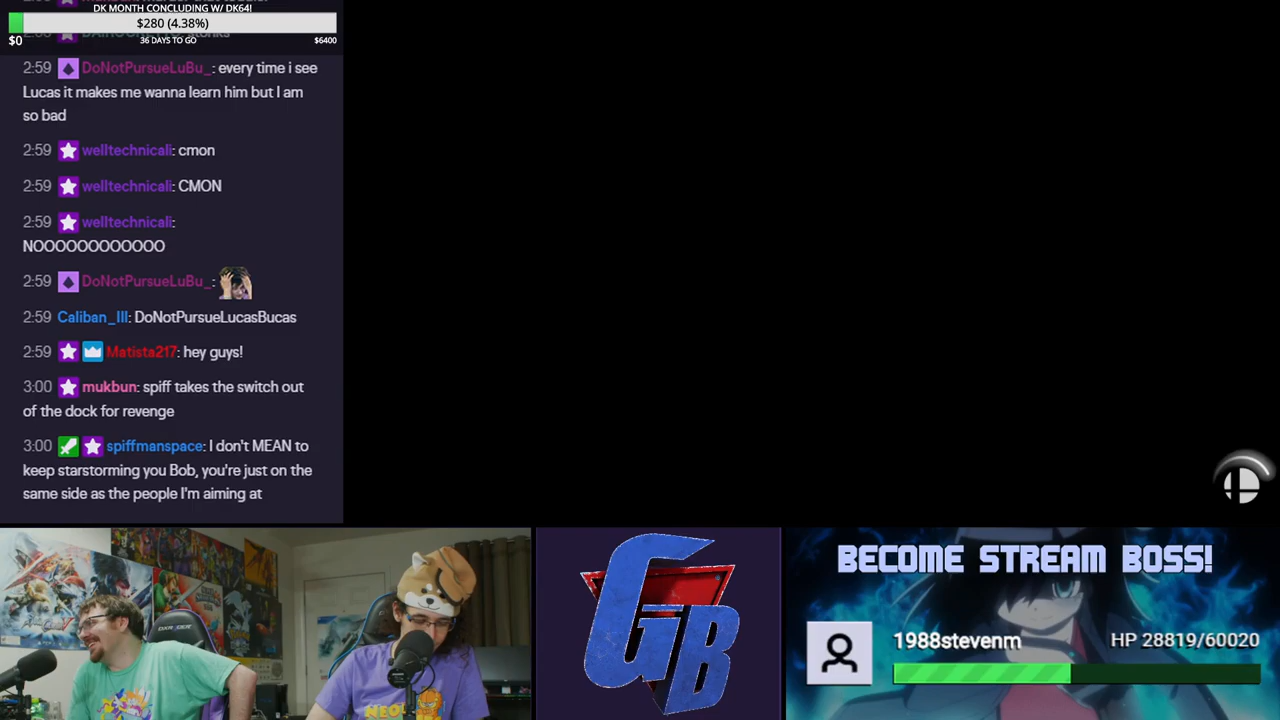 DK MONTH CONCLUDING W/ DK64!
$280 (4.38%)
$0 36 DAYS TO GO $6400
2:59 DoNotPursueLuBu_: every time i see
Lucas it makes me wanna learn him but I am
so bad
2:59 welltechnicali: cmon
2:59 welltechnicali: CMON
2:59 welltechnicali:
NOOOOOOOOOOOO
2:59 DoNotPursueLuBu_:
2:59 Caliban_III: DoNotPursueLucasBucas
2:59 Matista217: hey guys!
3:00 mukbun: spiff takes the switch out
of the dock for revenge
3:00 spiffmanspace: I don't MEAN to
keep starstorming you Bob, you're just on the
same side as the people I'm aiming at
GB
BECOME STREAM BOSS!
1988stevenm HP 28819/60020